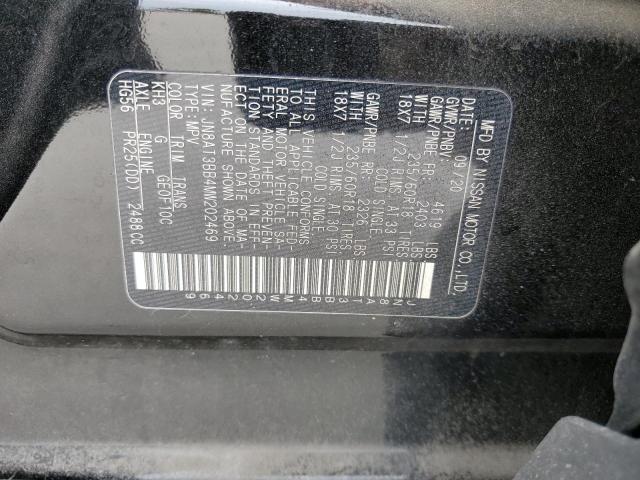 MFD BY NISSAN MOTOR CO.,LTD.
DATE: 09/20
GVWR/PNBV 4619 LBS
GAWR/PNBE FR. 2403 LBS
WITH 235/60R18 TIRES
18X7 1/2J RIMS, AT 33 PSI
COLD SINGLE
GAWR/PNBE RR. 2326 LBS
WITH 235/60R18 TIRES
18X7 1/2J RIMS, AT 30 PSI
COLD SINGLE
THIS VEHICLE CONFORMS
TO ALL APPLICABLE FED-
ERAL MOTOR VEHICLE SA-
FETY AND THEFT PREVEN-
TION STANDARDS IN EFF-
ECT ON THE DATE OF MA-
NUFACTURE SHOWN ABOVE.
VIN: JN8AT3BB4MW202469
TYPE: MPV
COLOR TRIM TRANS
KH3 G GE0F10C
AXLE ENGINE
HG56 PR25(DD) 2488CC
JN8AT3BB4MW202469